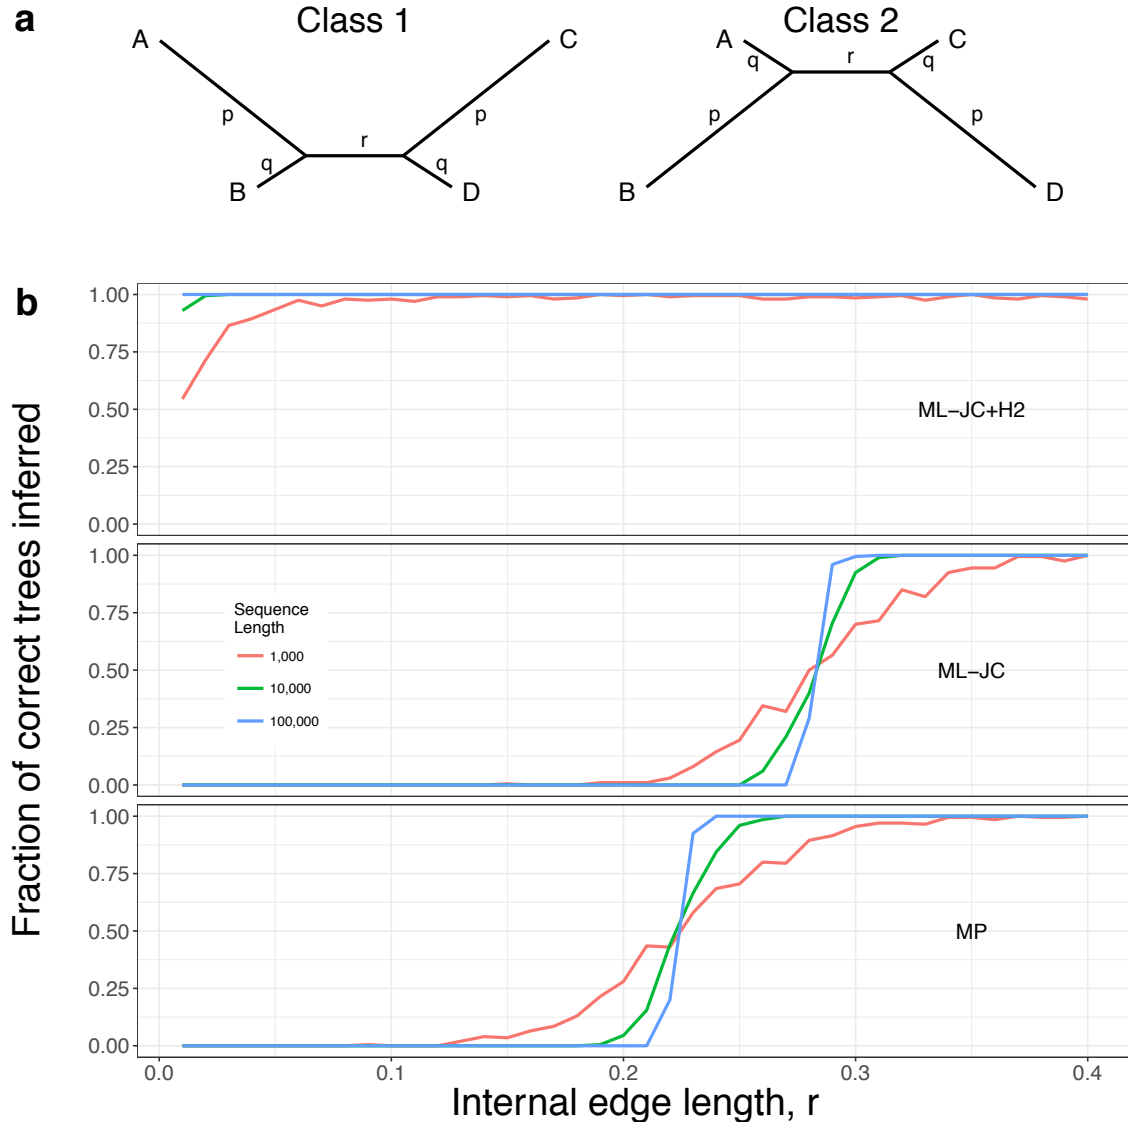 a
Class 1
Class 2
A
C
p
p
r
q
q
B
D
A
C
q
r
q
p
p
B
D
b
Fraction of correct trees inferred
1.00
0.75
0.50
0.25
0.00
ML−JC+H2
1.00
0.75
0.50
0.25
0.00
Sequence
Length
1,000
10,000
100,000
ML−JC
1.00
0.75
0.50
0.25
0.00
MP
0.0
0.1
0.2
0.3
0.4
Internal edge length, r